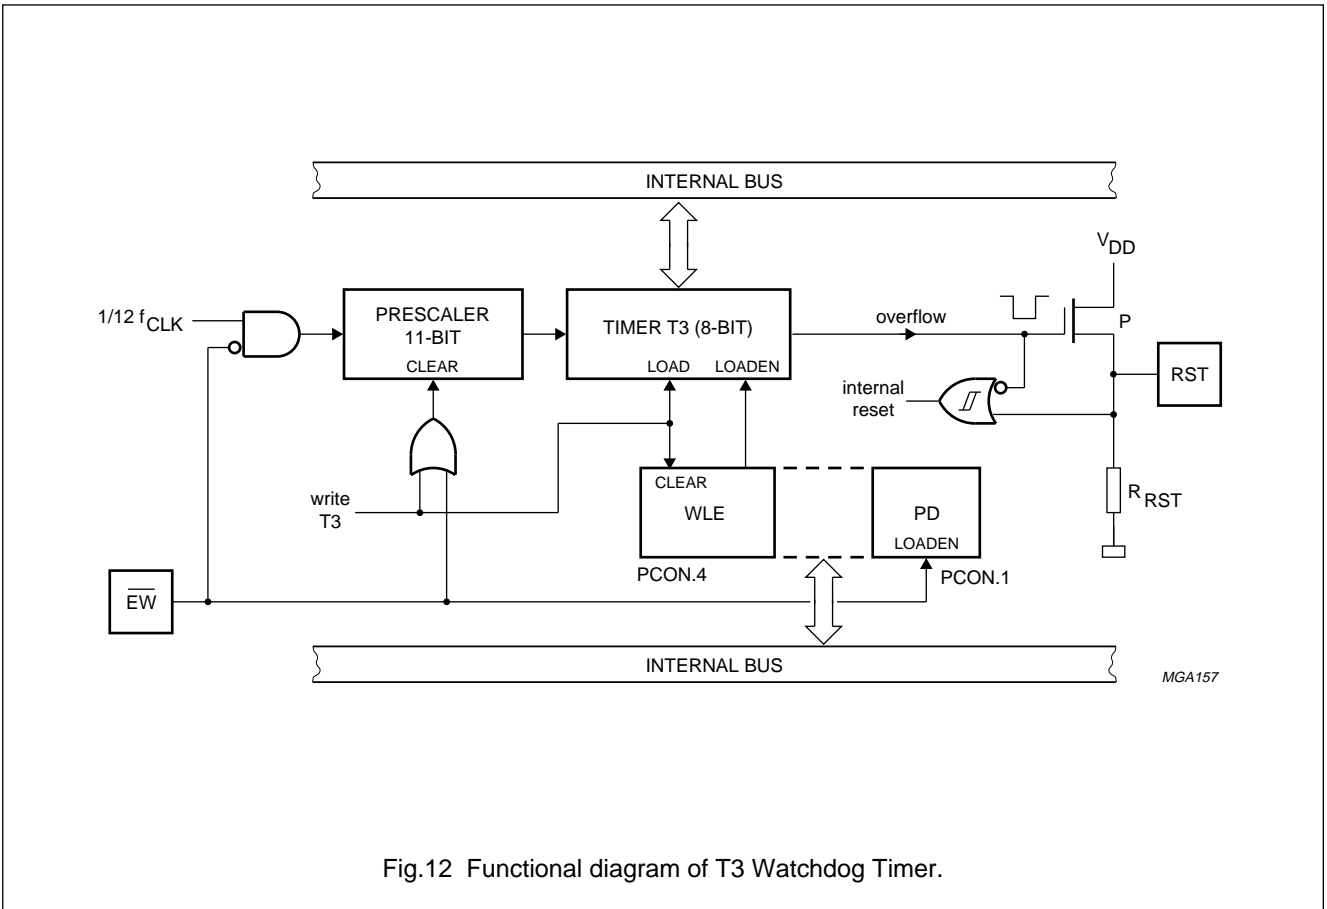 INTERNAL BUS
VDD
1/12 fCLK
PRESCALER
11-BIT
CLEAR
TIMER T3 (8-BIT)
LOAD LOADEN
overflow
P
RST
internal
reset
write
T3
CLEAR
WLE
PCON.4
PD
LOADEN
PCON.1
RRST
EW
INTERNAL BUS
MGA157
Fig.12 Functional diagram of T3 Watchdog Timer.